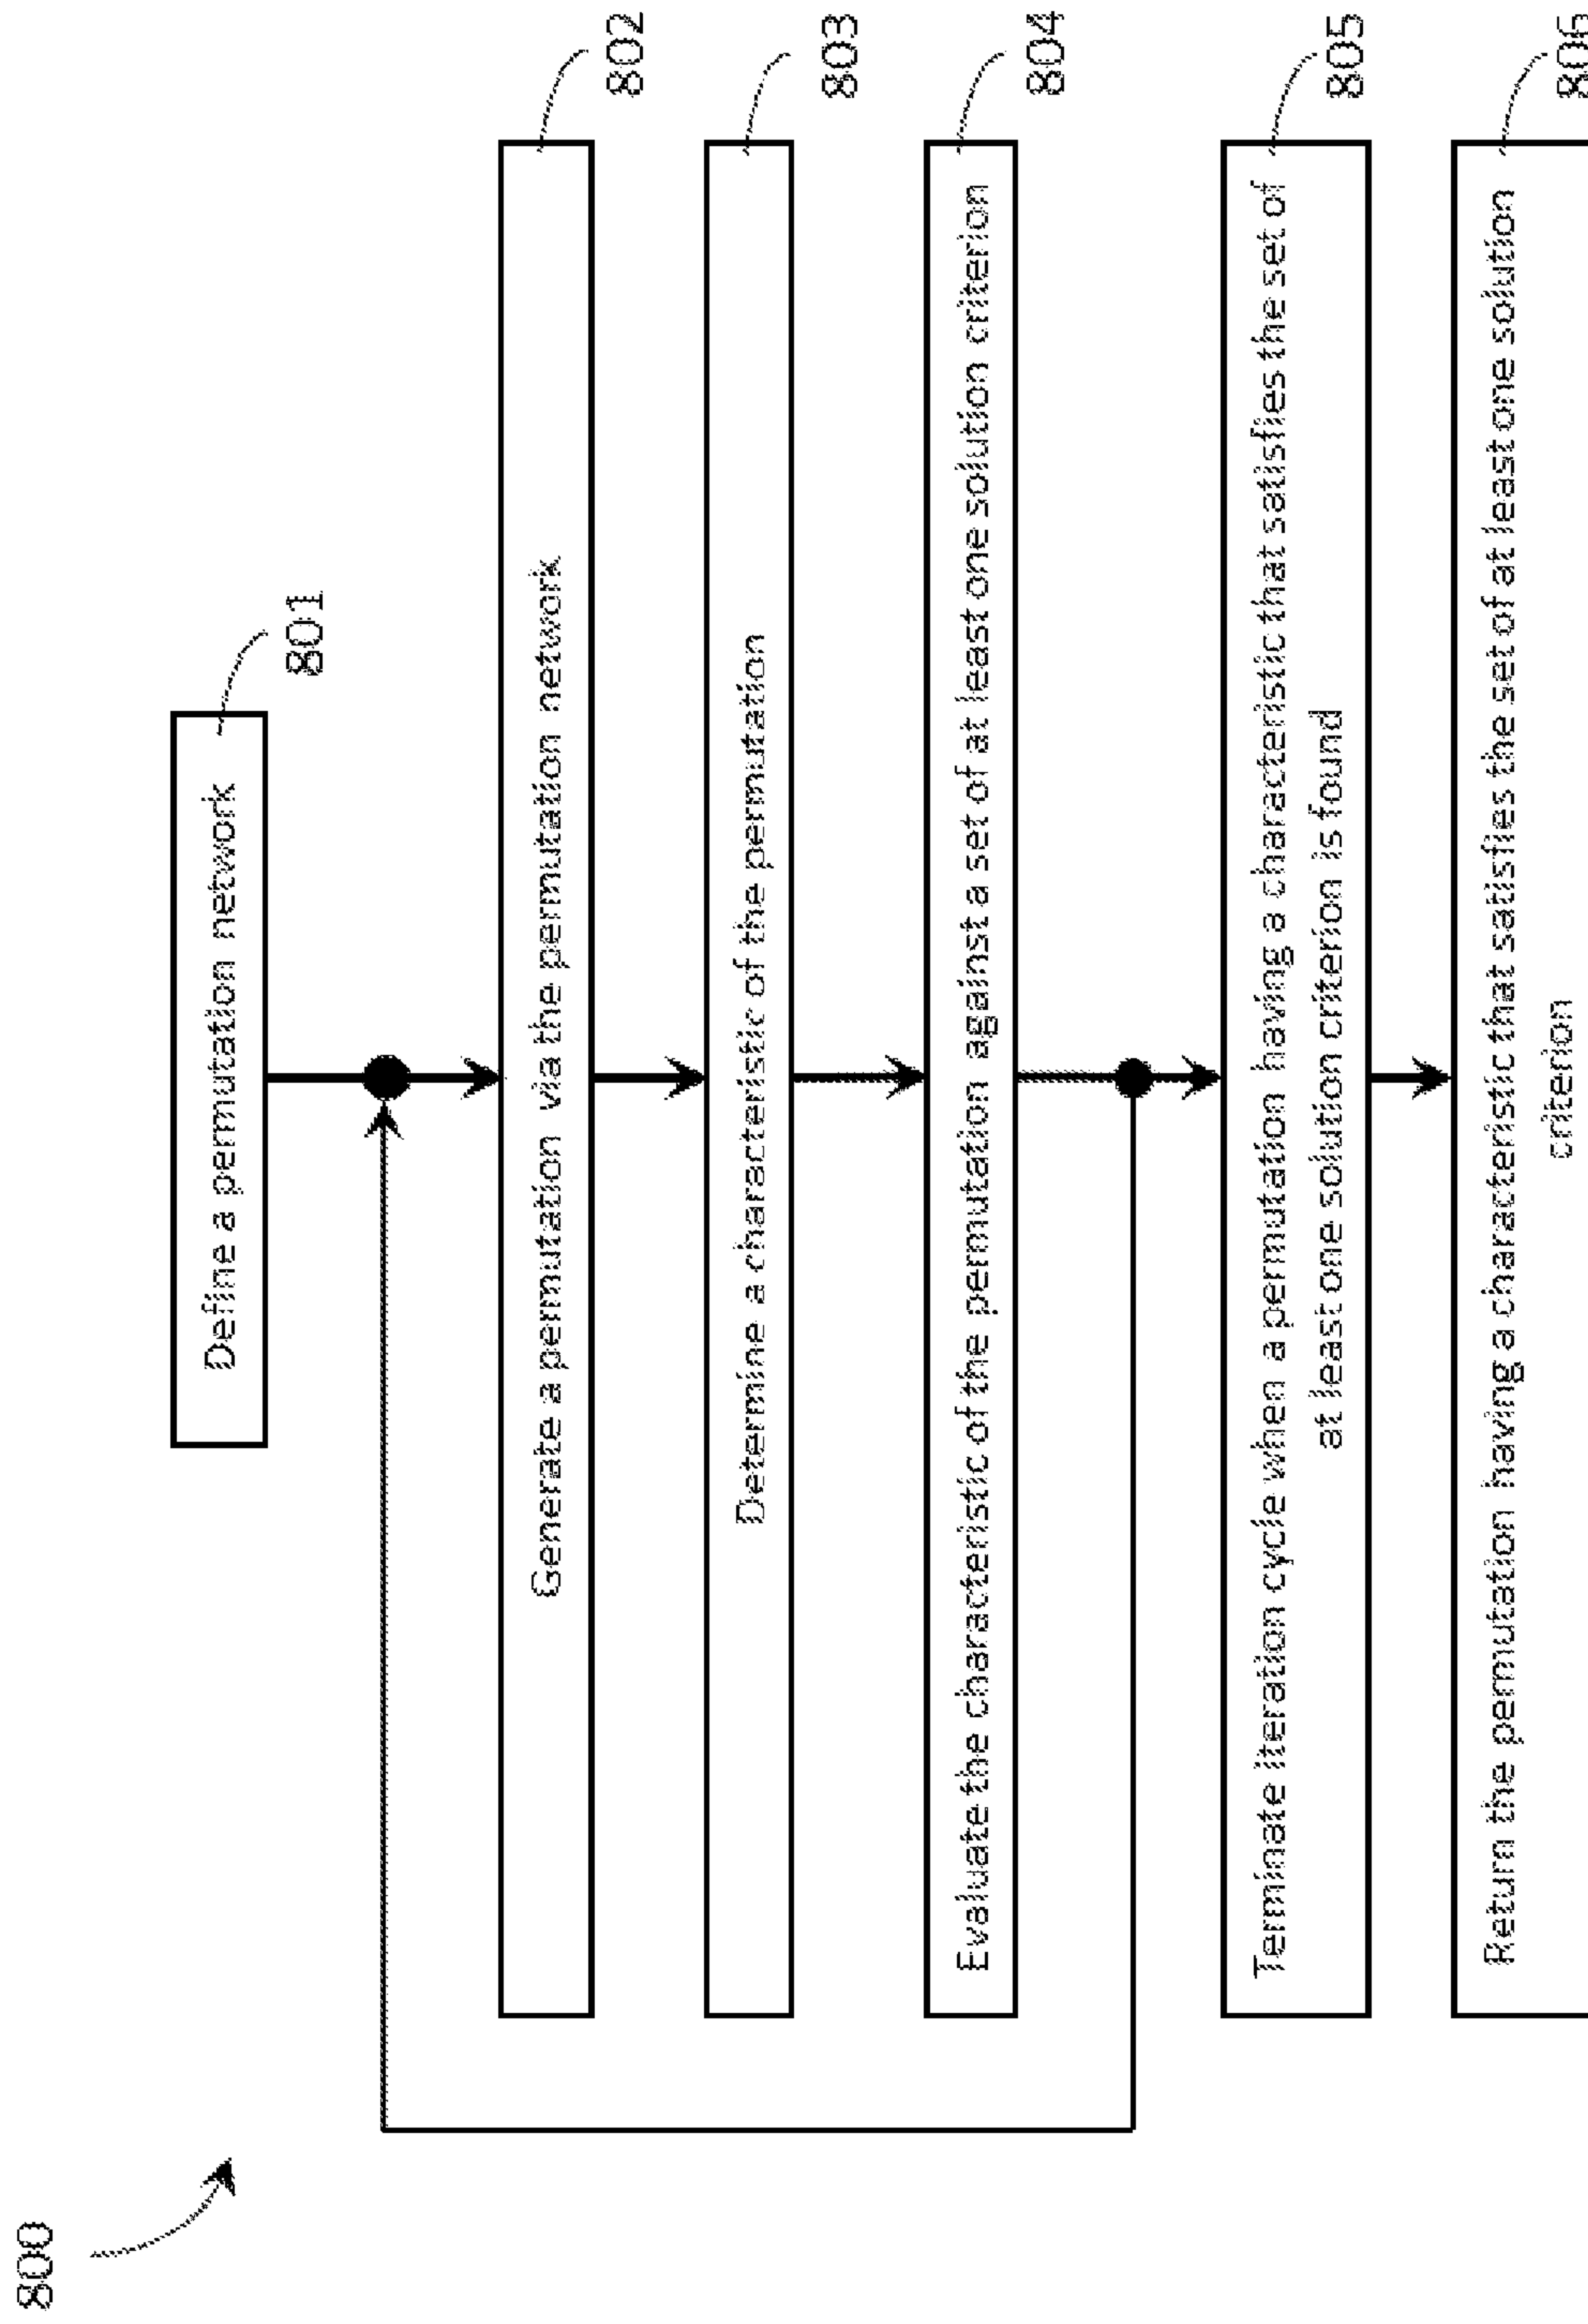 800
Define a permutation network
801
Generate a permutation via the permutation network
802
Determine a characteristic of the permutation
803
Evaluate the characteristic of the permutation against a set of at least one solution criterion
804
Terminate iteration cycle when a permutation having a characteristic that satisfies the set of
at least one solution criterion is found
805
Return the permutation having a characteristic that satisfies the set of at least one solution
criterion
806